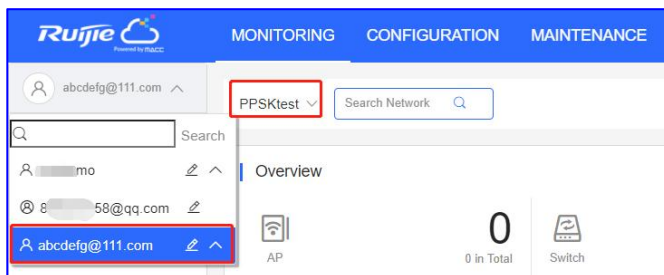 Ruijie
Powered by MACC
MONITORING CONFIGURATION MAINTENANCE
abcdefg@111.com
PPSKtest
Search Network
Search
mo
8 58@qq.com
abcdefg@111.com
Overview
AP
0
0 in Total
Switch